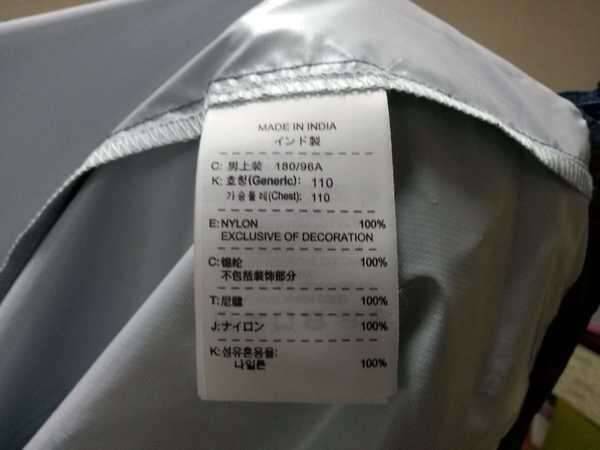 MADE IN INDIA
インド製
C: 男上装 180/96A
K: 호칭(Generic): 110
가슴둘레(Chest): 110
E: NYLON 100%
EXCLUSIVE OF DECORATION
C: 锦纶 100%
不包括装饰部分
T: 尼龍 100%
J: ナイロン 100%
K: 섬유혼용율:
나일론 100%